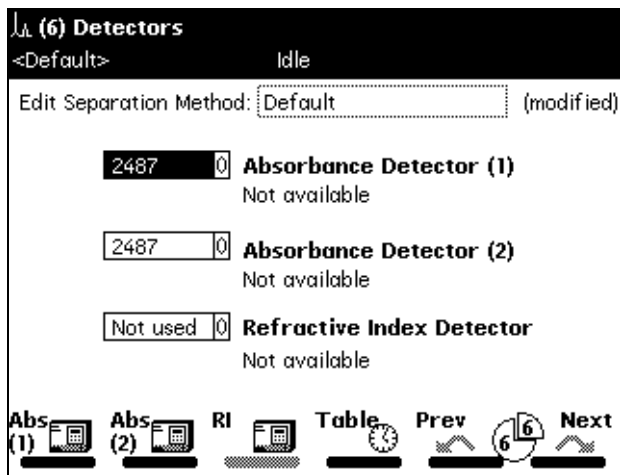 (6) Detectors
<Default> Idle
Edit Separation Method: Default (modified)
2487 0 Absorbance Detector (1)
Not available
2487 0 Absorbance Detector (2)
Not available
Not used 0 Refractive Index Detector
Not available
Abs (1) Abs (2) RI Table Prev 6 6 Next